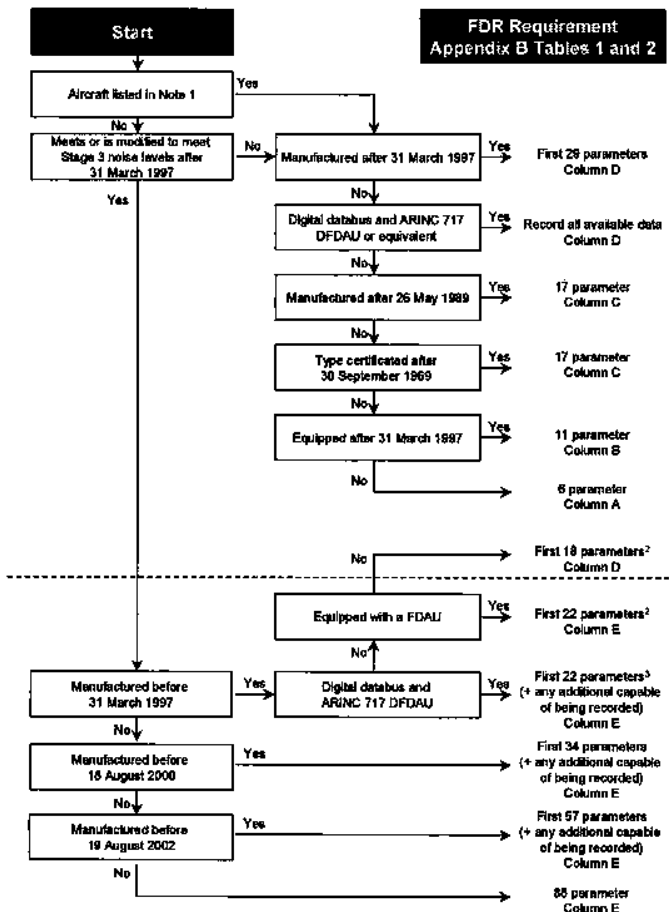 Start
FDR Requirement
Appendix B Tables 1 and 2
Aircraft listed in Note 1
Yes
No
Meets or is modified to meet
Stage 3 noise levels after
31 March 1997
No
Yes
Manufactured after 31 March 1997
Yes
First 29 parameters
Column D
No
Digital databus and ARINC 717
DFDAU or equivalent
Yes
Record all available data
Column D
No
Manufactured after 26 May 1989
Yes
17 parameter
Column C
No
Type certificated after
30 September 1969
Yes
17 parameter
Column C
No
Equipped after 31 March 1997
Yes
11 parameter
Column B
No
6 parameter
Column A
First 18 parameters²
Column D
No
Equipped with a FDAU
Yes
First 22 parameters²
Column E
No
Manufactured before
31 March 1997
Yes
Digital databus and
ARINC 717 DFDAU
Yes
First 22 parameters³
(+ any additional capable
of being recorded)
Column E
No
Manufactured before
18 August 2000
Yes
First 34 parameters
(+ any additional capable
of being recorded)
Column E
No
Manufactured before
19 August 2002
Yes
First 57 parameters
(+ any additional capable
of being recorded)
Column E
No
88 parameter
Column E